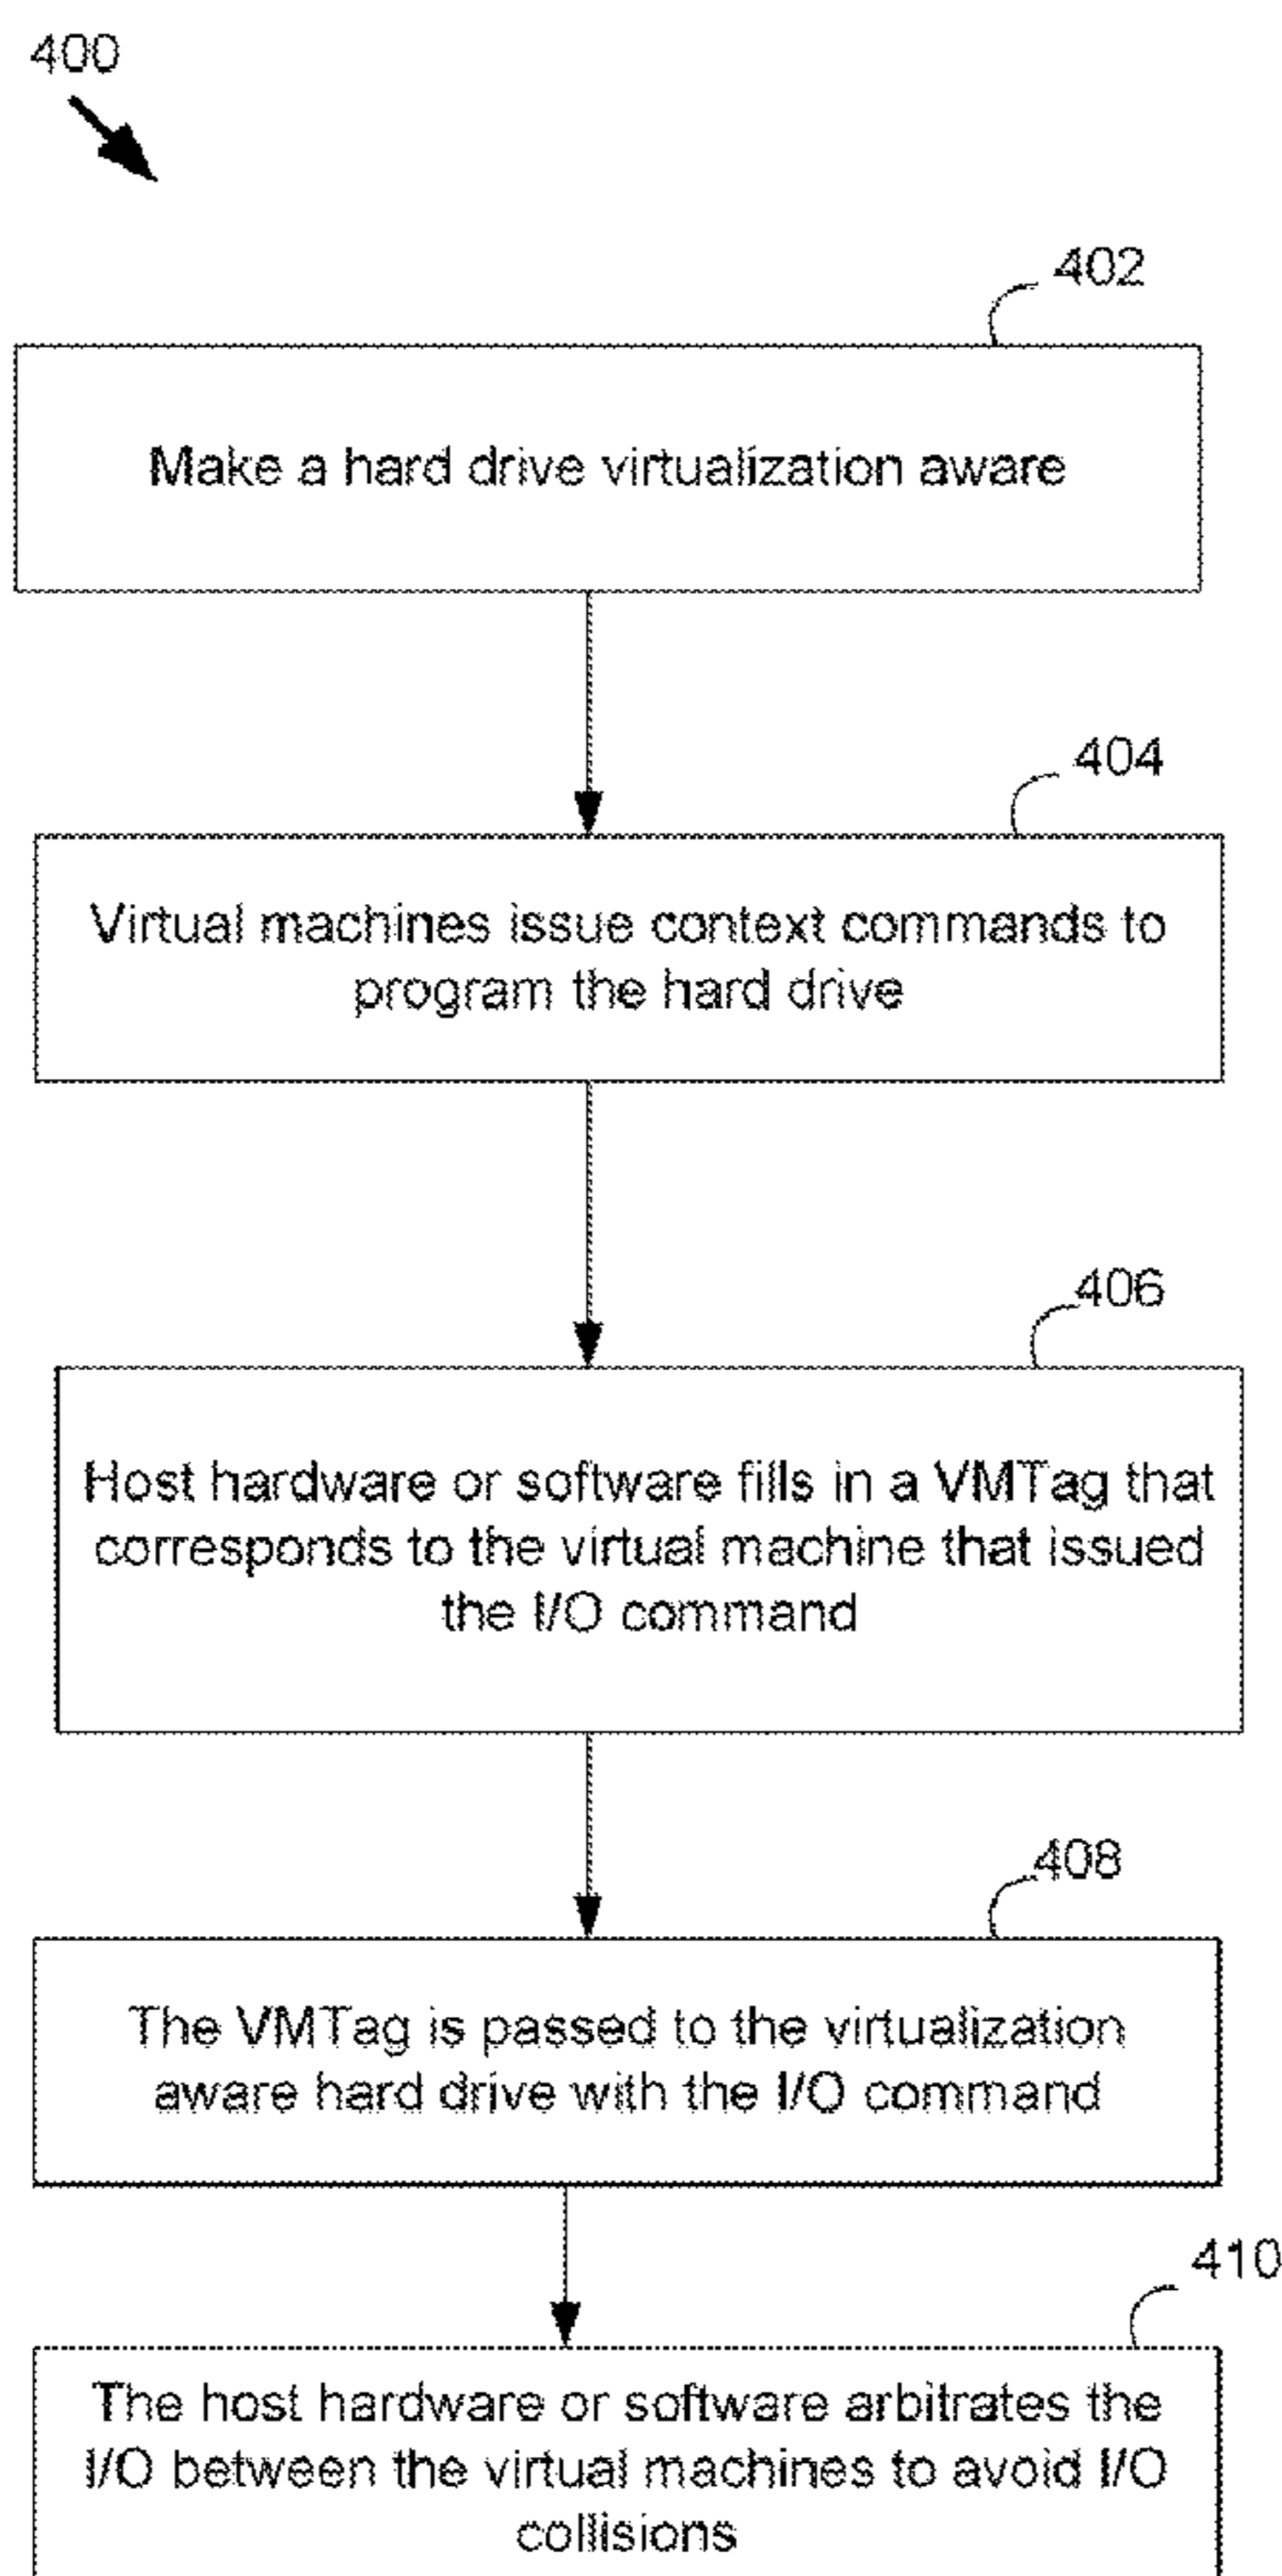 400
402
Make a hard drive virtualization aware
404
Virtual machines issue context commands to
program the hard drive
406
Host hardware or software fills in a VMTag that
corresponds to the virtual machine that issued
the I/O command
408
The VMTag is passed to the virtualization
aware hard drive with the I/O command
410
The host hardware or software arbitrates the
I/O between the virtual machines to avoid I/O
collisions